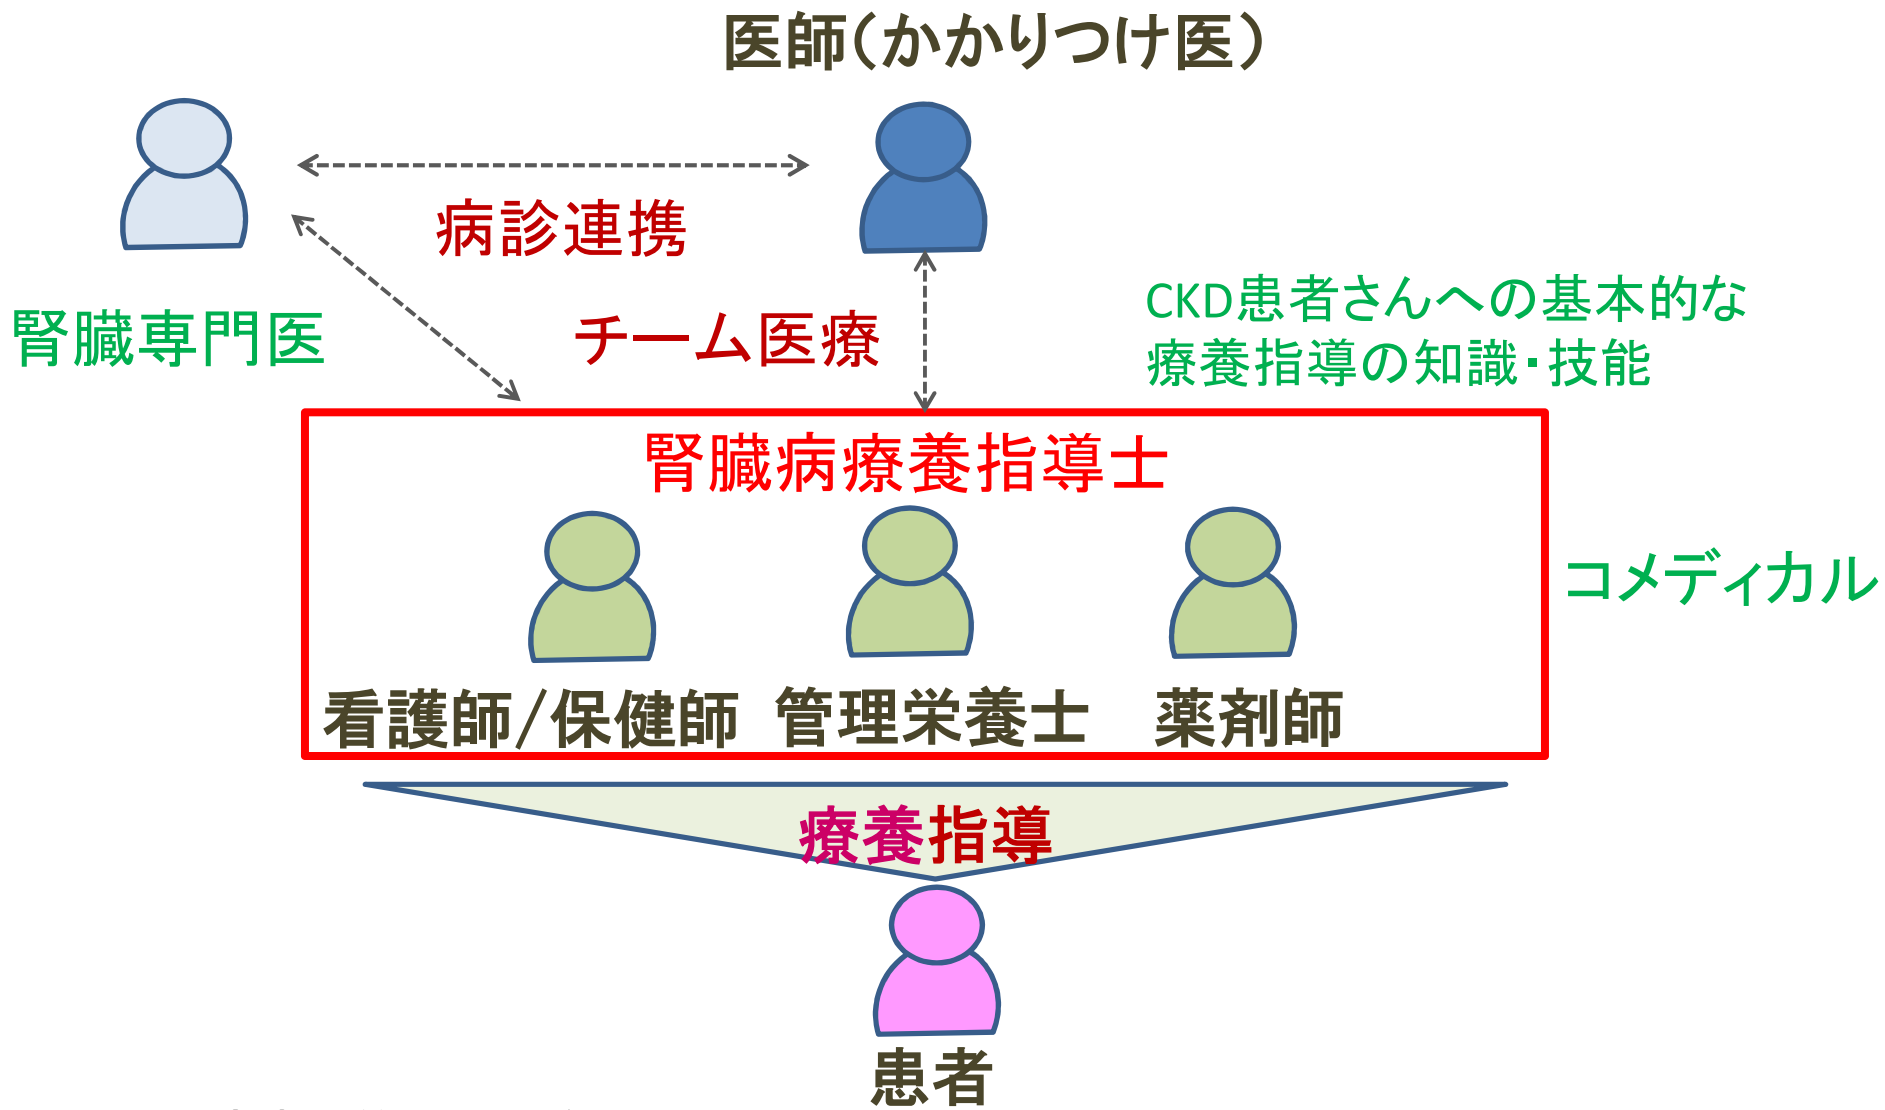 医師（かかりつけ医）
病診連携
腎臓専門医
チーム医療
CKD患者さんへの基本的な
療養指導の知識・技能
腎臓病療養指導士
コメディカル
看護師/保健師 管理栄養士 薬剤師
療養指導
患者